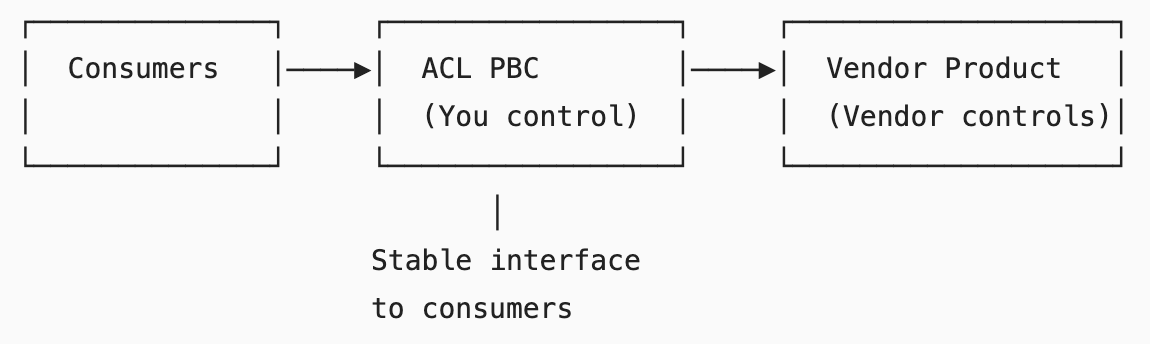 Consumers
ACL PBC
(You control)
Vendor Product
(Vendor controls)
Stable interface
to consumers